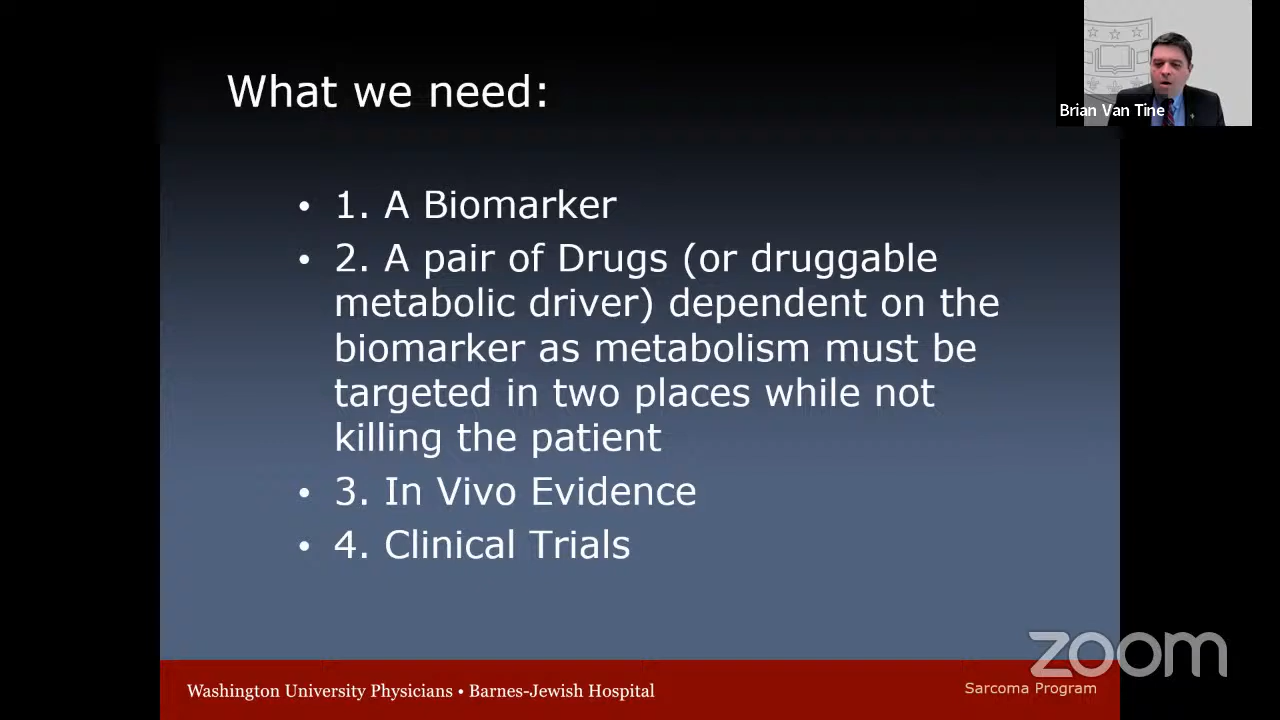 What we need:
Brian Van Tine
• 1. A Biomarker
• 2. A pair of Drugs (or druggable
metabolic driver) dependent on the
biomarker as metabolism must be
targeted in two places while not
killing the patient
• 3. In Vivo Evidence
• 4. Clinical Trials
zoom
Washington University Physicians • Barnes-Jewish Hospital
Sarcoma Program